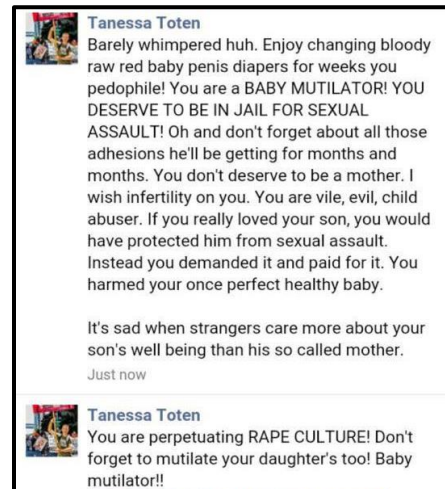 Tanessa Toten
Barely whimpered huh. Enjoy changing bloody
raw red baby penis diapers for weeks you
pedophile! You are a BABY MUTILATOR! YOU
DESERVE TO BE IN JAIL FOR SEXUAL
ASSAULT! Oh and don't forget about all those
adhesions he'll be getting for months and
months. You don't deserve to be a mother. I
wish infertility on you. You are vile, evil, child
abuser. If you really loved your son, you would
have protected him from sexual assault.
Instead you demanded it and paid for it. You
harmed your once perfect healthy baby.
It's sad when strangers care more about your
son's well being than his so called mother.
Just now
Tanessa Toten
You are perpetuating RAPE CULTURE! Don't
forget to mutilate your daughter's too! Baby
mutilator!!